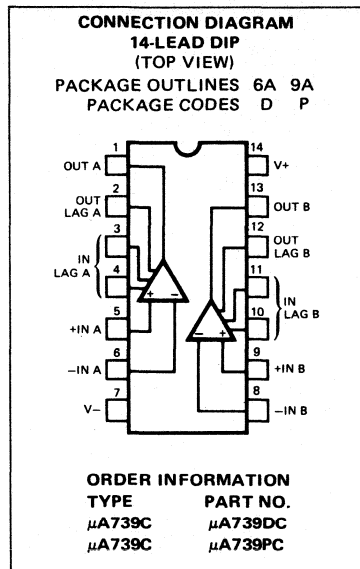 CONNECTION DIAGRAM
14-LEAD DIP
(TOP VIEW)
PACKAGE OUTLINES 6A 9A
PACKAGE CODES D P
1
OUT A
2
OUT
LAG A
3
IN
LAG A
4
5
+IN A
6
−IN A
7
V−
14
V+
13
OUT B
12
OUT
LAG B
11
IN
LAG B
10
9
+IN B
8
−IN B
+ −
− +
ORDER INFORMATION
TYPE PART NO.
μA739C μA739DC
μA739C μA739PC